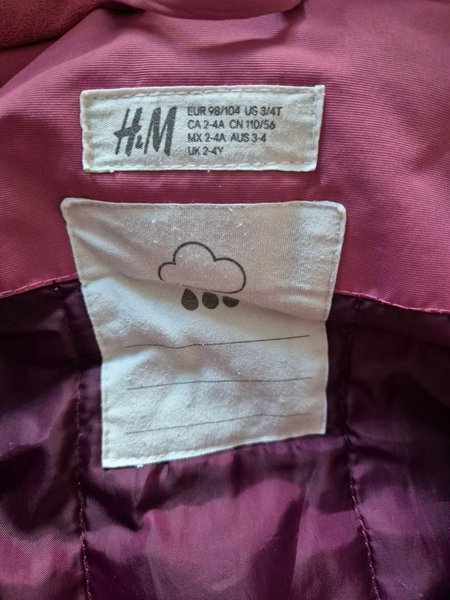 H&M
EUR 98/104 US 3/4T
CA 2-4A CN 110/56
MX 2-4A AUS 3-4
UK 2-4Y